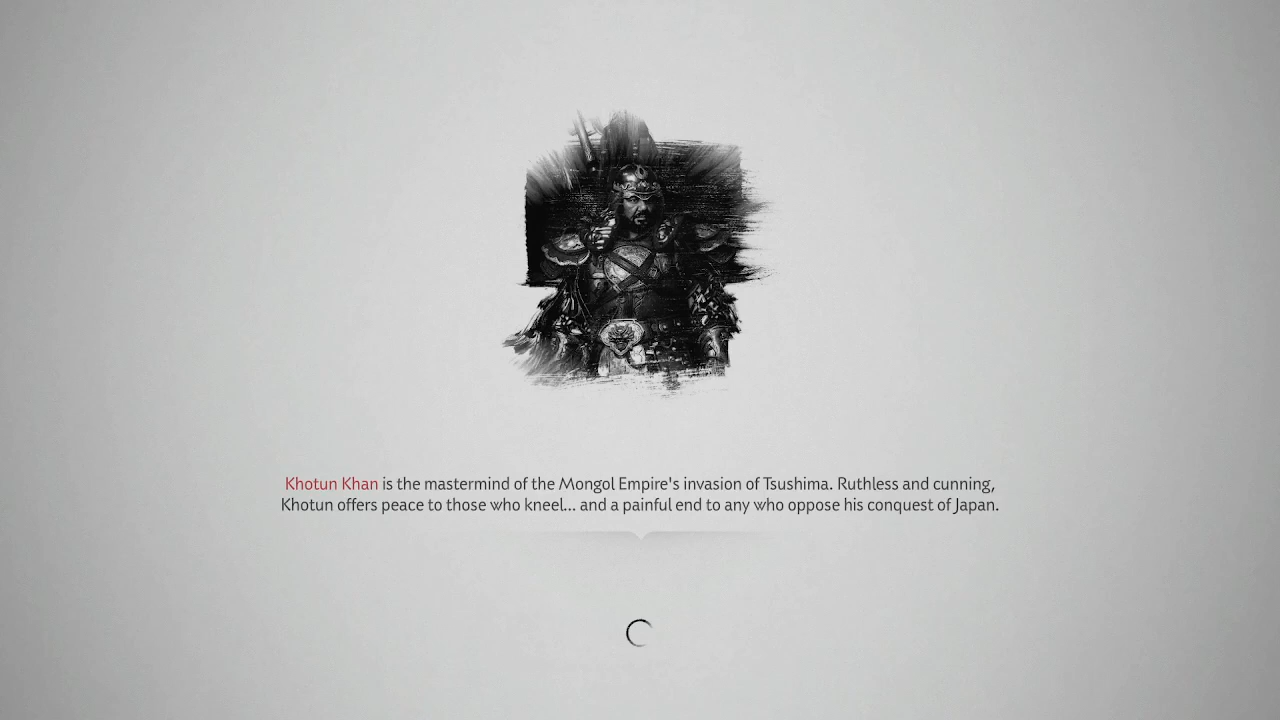 Khotun Khan is the mastermind of the Mongol Empire's invasion of Tsushima. Ruthless and cunning,
Khotun offers peace to those who kneel... and a painful end to any who oppose his conquest of Japan.